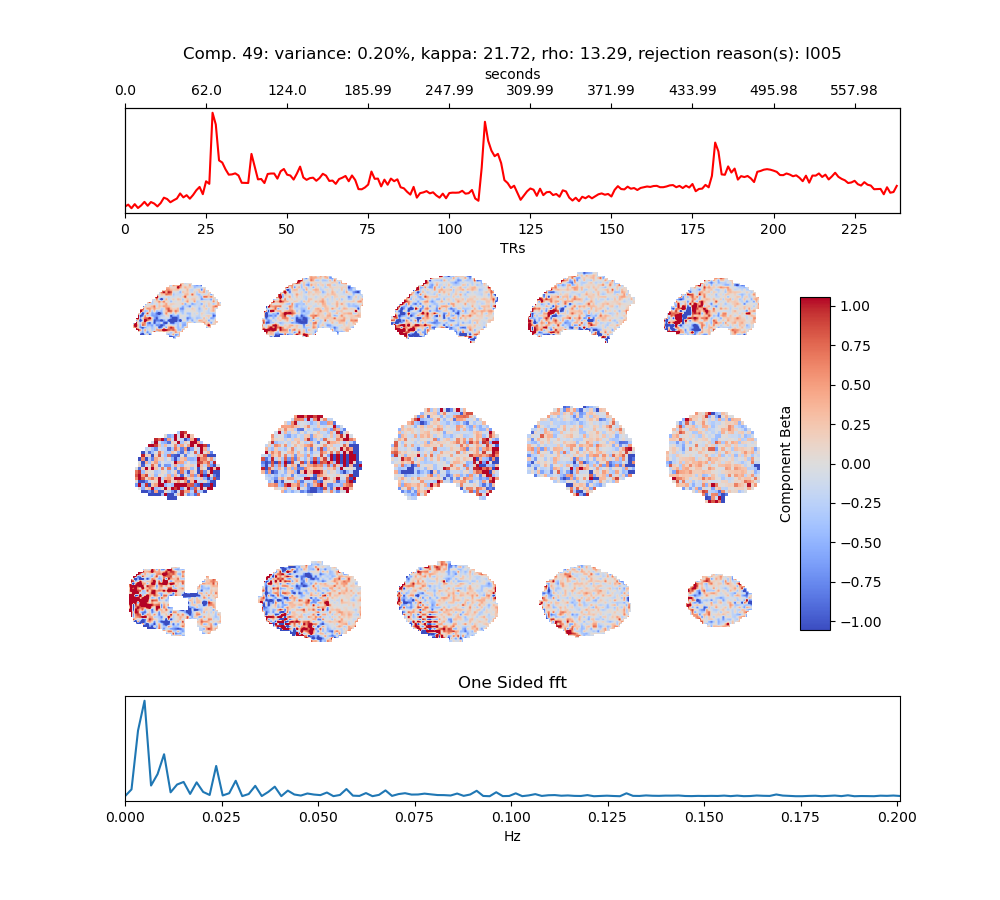 Comp. 49: variance: 0.20%, kappa: 21.72, rho: 13.29, rejection reason(s): I005
seconds
0.0 62.0 124.0 185.99 247.99 309.99 371.99 433.99 495.98 557.98
0 25 50 75 100 125 150 175 200 225
TRs
1.00
0.75
0.50
0.25
0.00
−0.25
−0.50
−0.75
−1.00
Component Beta
One Sided fft
0.000 0.025 0.050 0.075 0.100 0.125 0.150 0.175 0.200
Hz